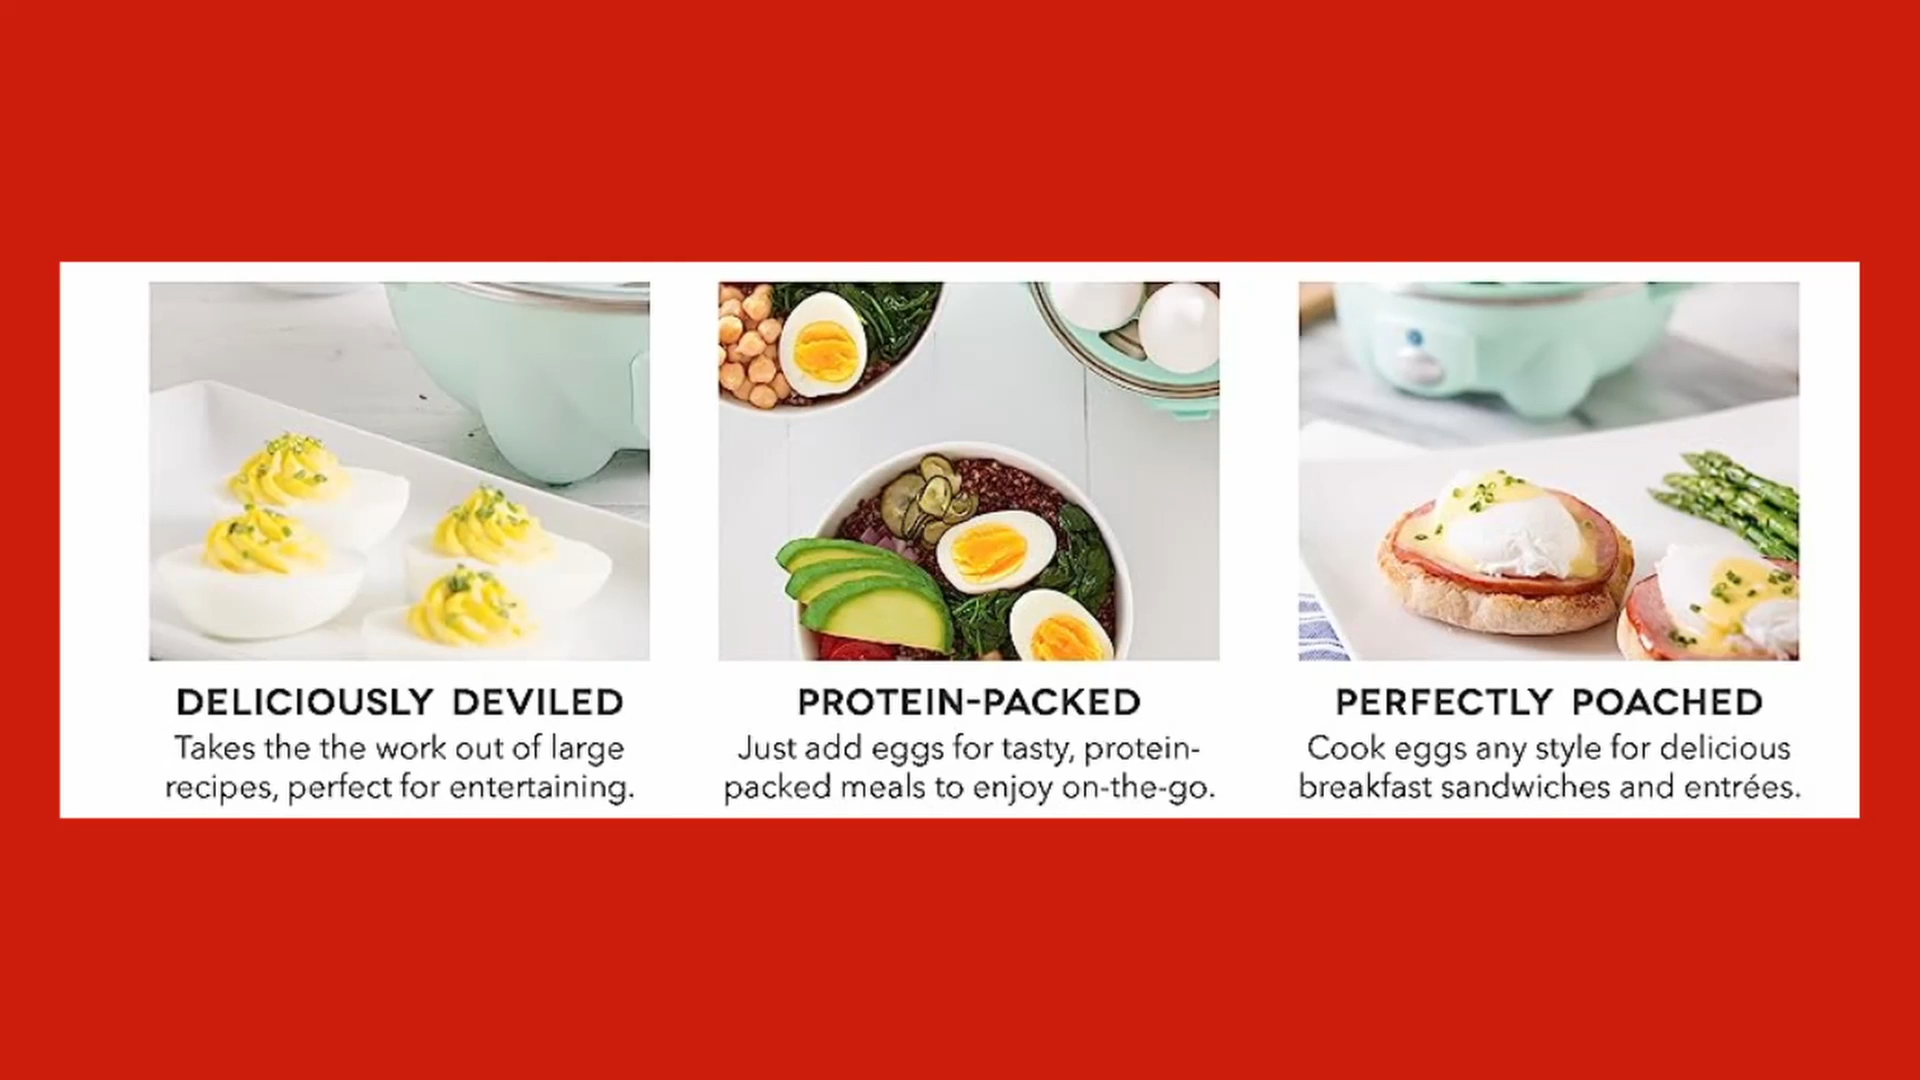 DELICIOUSLY DEVILED
Takes the the work out of large
recipes, perfect for entertaining.
PROTEIN-PACKED
Just add eggs for tasty, protein-
packed meals to enjoy on-the-go.
PERFECTLY POACHED
Cook eggs any style for delicious
breakfast sandwiches and entrées.